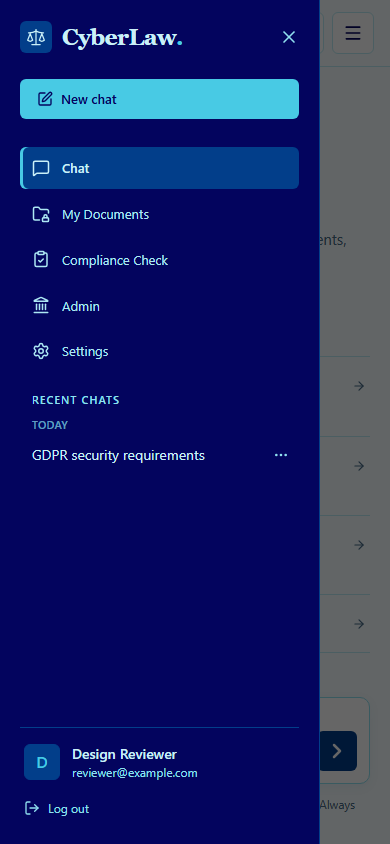 CyberLaw.
New chat
Chat
My Documents
Compliance Check
Admin
Settings
RECENT CHATS
TODAY
GDPR security requirements
Design Reviewer
reviewer@example.com
Log out
Always